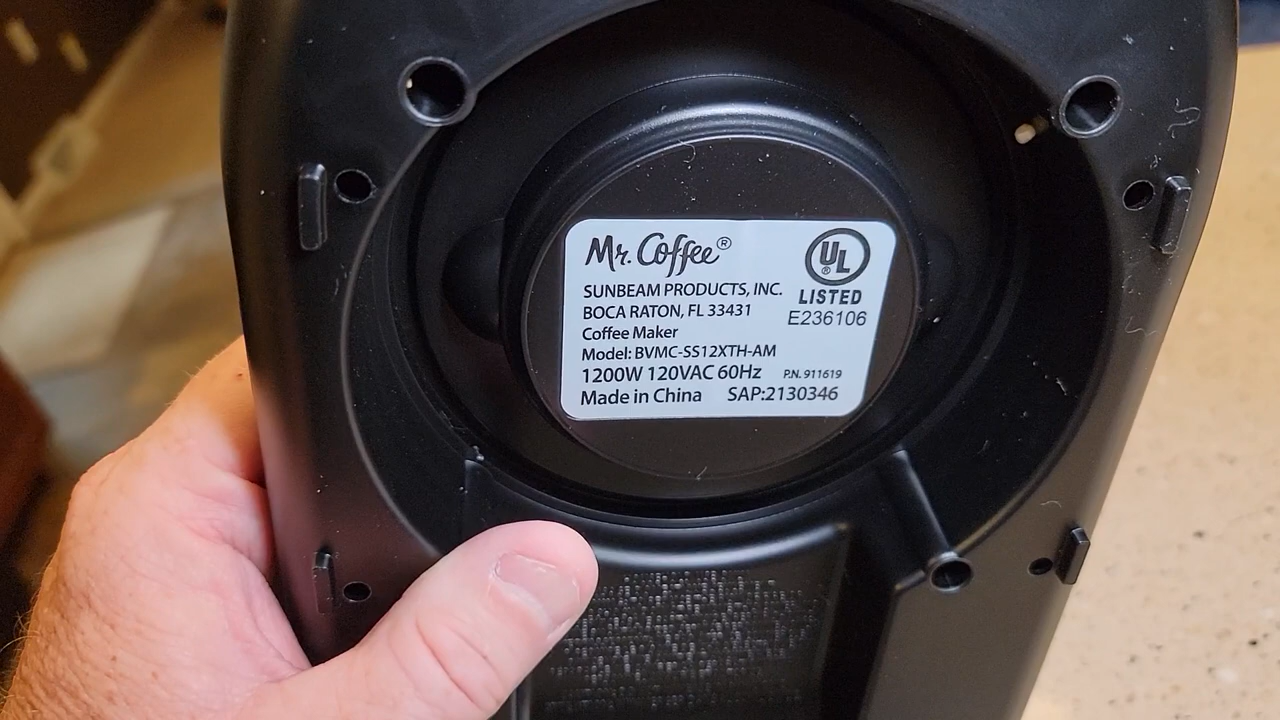 Mr. Coffee®
UL®
LISTED
E236106
SUNBEAM PRODUCTS, INC.
BOCA RATON, FL 33431
Coffee Maker
Model: BVMC-SS12XTH-AM
1200W 120VAC 60Hz P.N. 911619
Made in China SAP:2130346